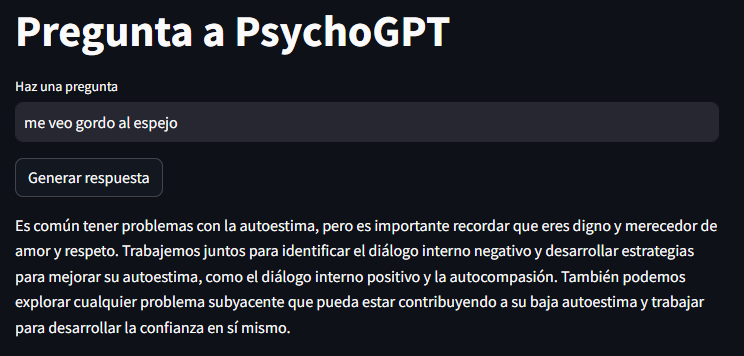 Pregunta a PsychoGPT
Haz una pregunta
me veo gordo al espejo
Generar respuesta
Es común tener problemas con la autoestima, pero es importante recordar que eres digno y merecedor de
amor y respeto. Trabajemos juntos para identificar el diálogo interno negativo y desarrollar estrategias
para mejorar su autoestima, como el diálogo interno positivo y la autocompasión. También podemos
explorar cualquier problema subyacente que pueda estar contribuyendo a su baja autoestima y trabajar
para desarrollar la confianza en sí mismo.